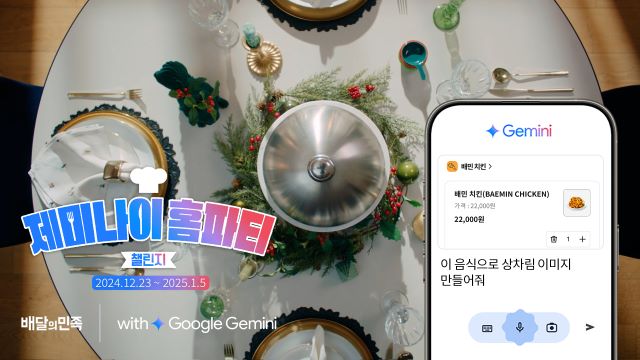 제미나이 홈파티
챌린지
2024.12.23 ~ 2025.1.5
배달의민족
with Google Gemini
Gemini
배민 치킨 >
배민 치킨(BAEMIN CHICKEN)
가격 : 22,000원
22,000원
1 +
이 음식으로 상차림 이미지
만들어줘